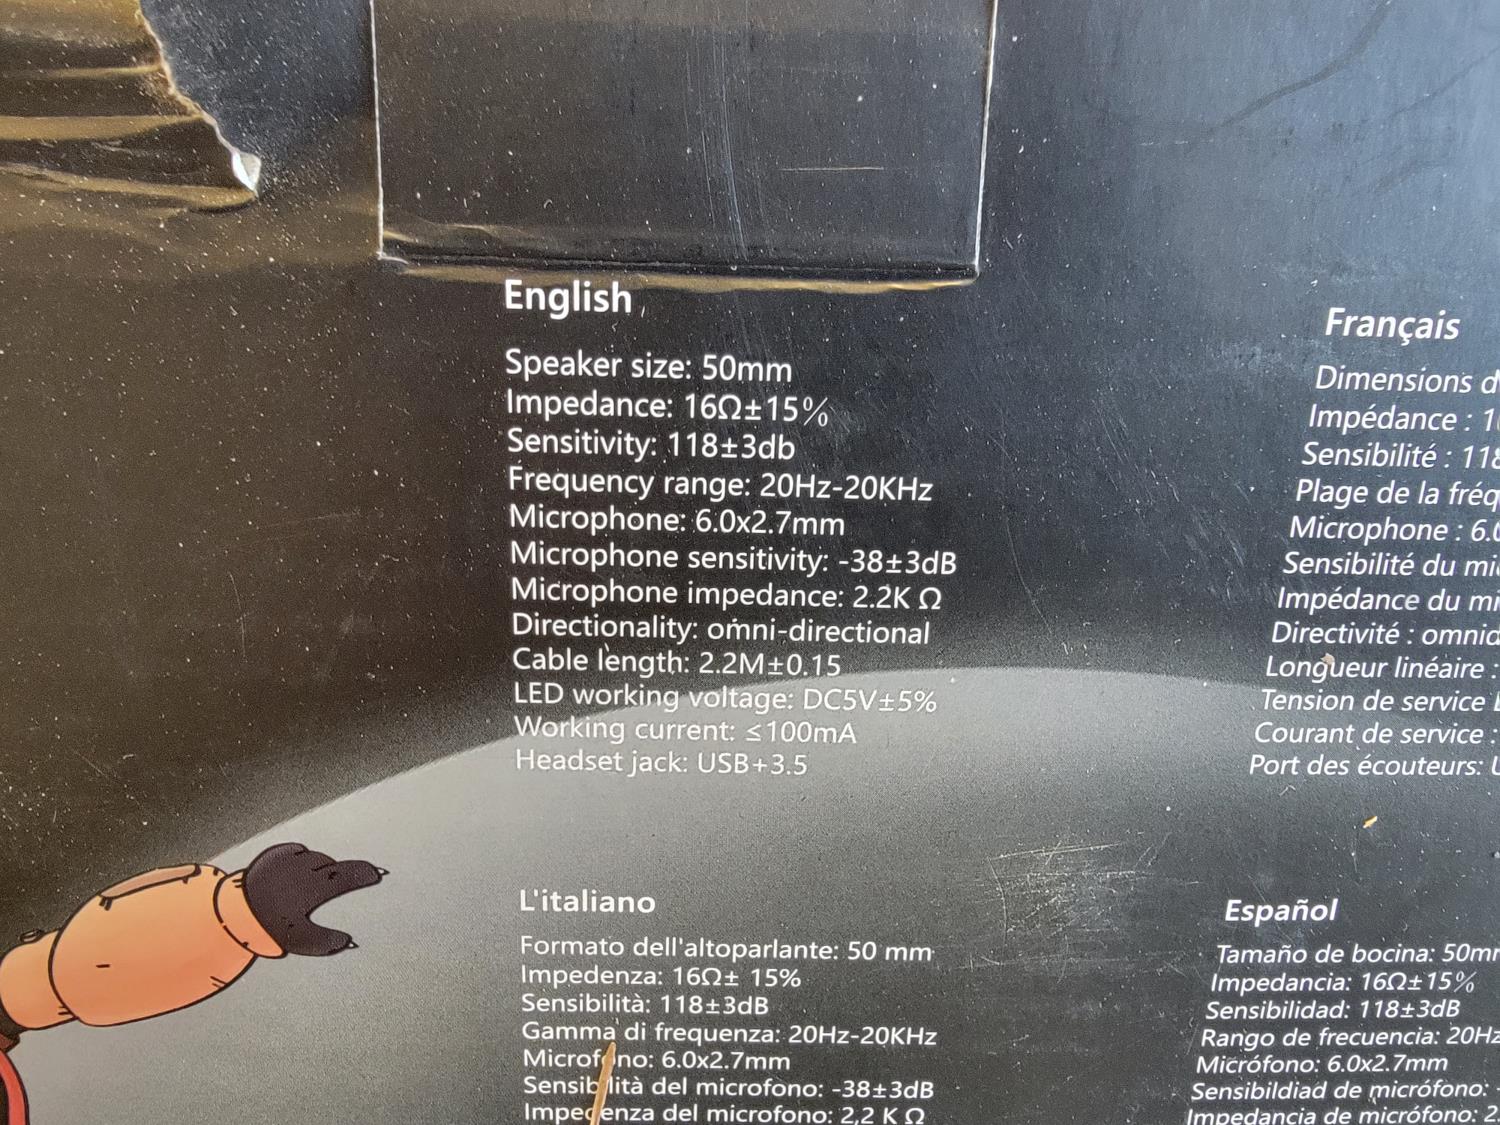 English
Speaker size: 50mm
Impedance: 16Ω±15%
Sensitivity: 118±3db
Frequency range: 20Hz-20KHz
Microphone: 6.0x2.7mm
Microphone sensitivity: -38±3dB
Microphone impedance: 2.2K Ω
Directionality: omni-directional
Cable length: 2.2M±0.15
LED working voltage: DC5V±5%
Working current: ≤100mA
Headset jack: USB+3.5
Français
Dimensions
Impédance :
Sensibilité : 118
Plage de la
Microphone :
Sensibilité du
Impédance du
Directivité :
Longueur linéaire :
Tension de service
Courant de service :
Port des écouteurs:
L'italiano
Formato dell'altoparlante: 50 mm
Impedenza: 16Ω± 15%
Sensibilità: 118±3dB
Gamma di frequenza: 20Hz-20KHz
Microfono: 6.0x2.7mm
Sensibilità del microfono: -38±3dB
Impedenza del microfono: 2,2 K Ω
Español
Tamaño de bocina: 50mm
Impedancia: 16Ω±15%
Sensibilidad: 118±3dB
Rango de frecuencia: 20Hz
Micrófono: 6.0x2.7mm
Sensibildiad de micrófono:
Impedancia de micrófono: